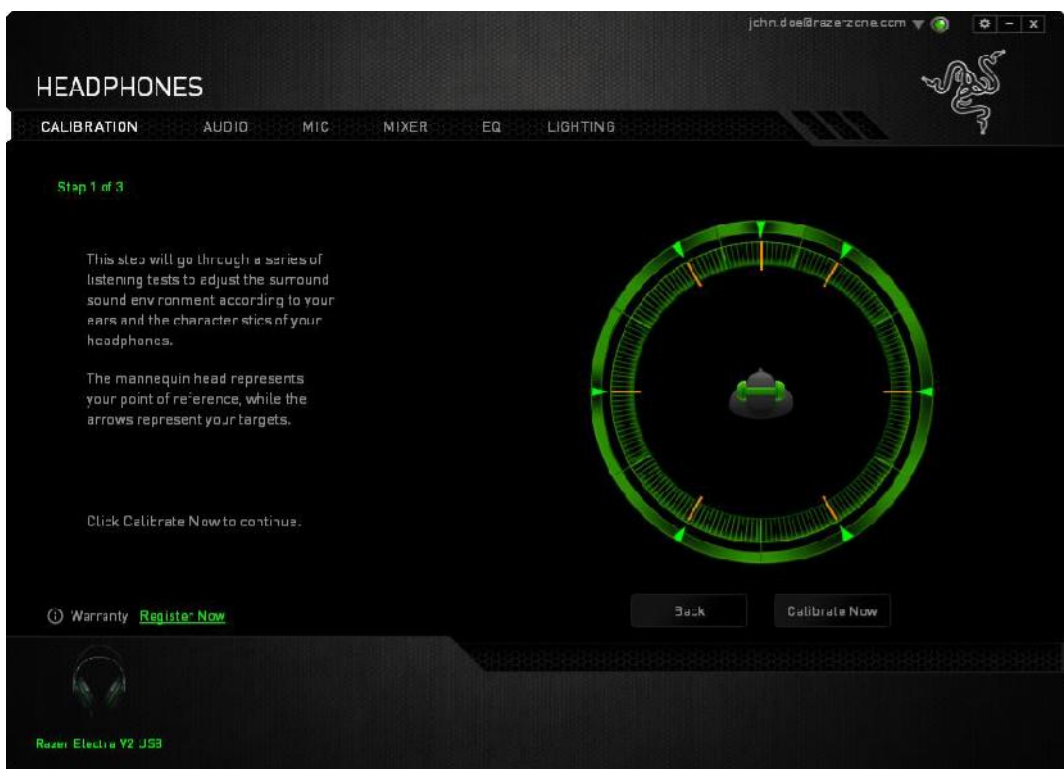 john.doe@razerzone.com
HEADPHONES
CALIBRATION AUDIO MIC MIXER EQ LIGHTING
Step 1 of 3
This step will go through a series of
listening tests to adjust the surround
sound environment according to your
ears and the characteristics of your
headphones.
The mannequin head represents
your point of reference, while the
arrows represent your targets.
Click Calibrate Now to continue.
Warranty Register Now
Back Calibrate Now
Razer Electra V2 USB